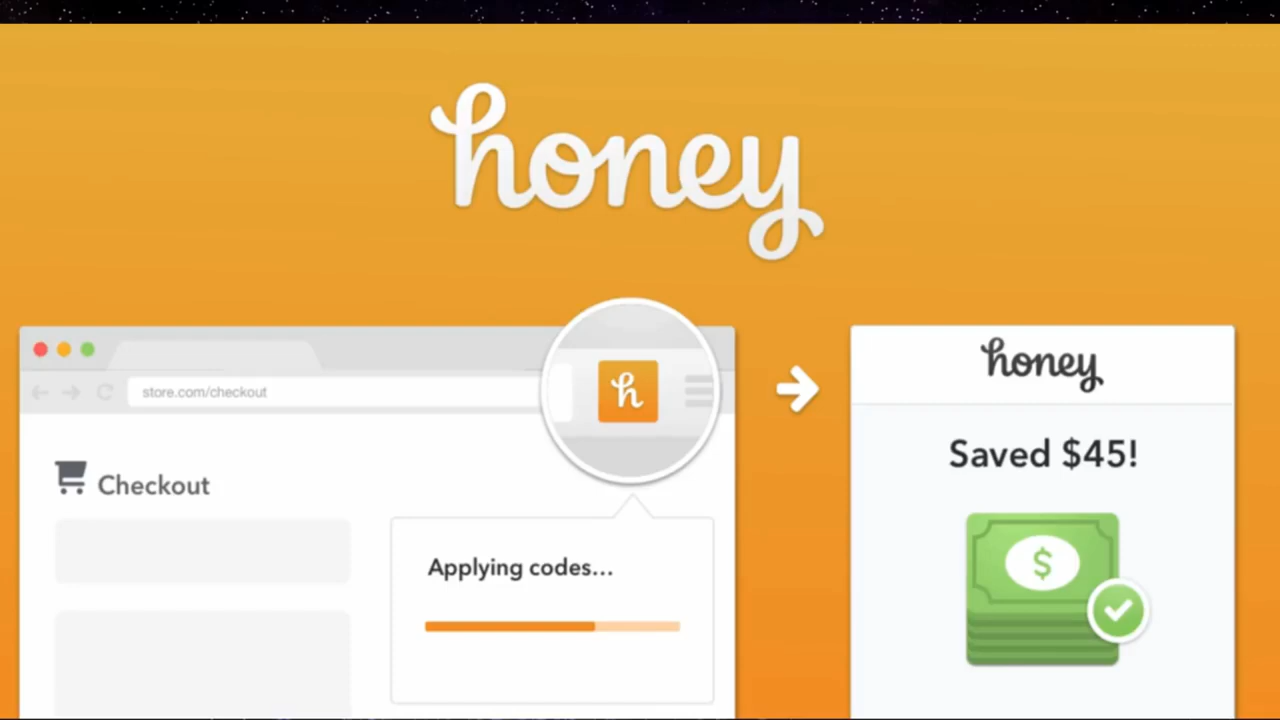 honey
store.com/checkout
h
honey
Checkout
Saved $45!
$
Applying codes...